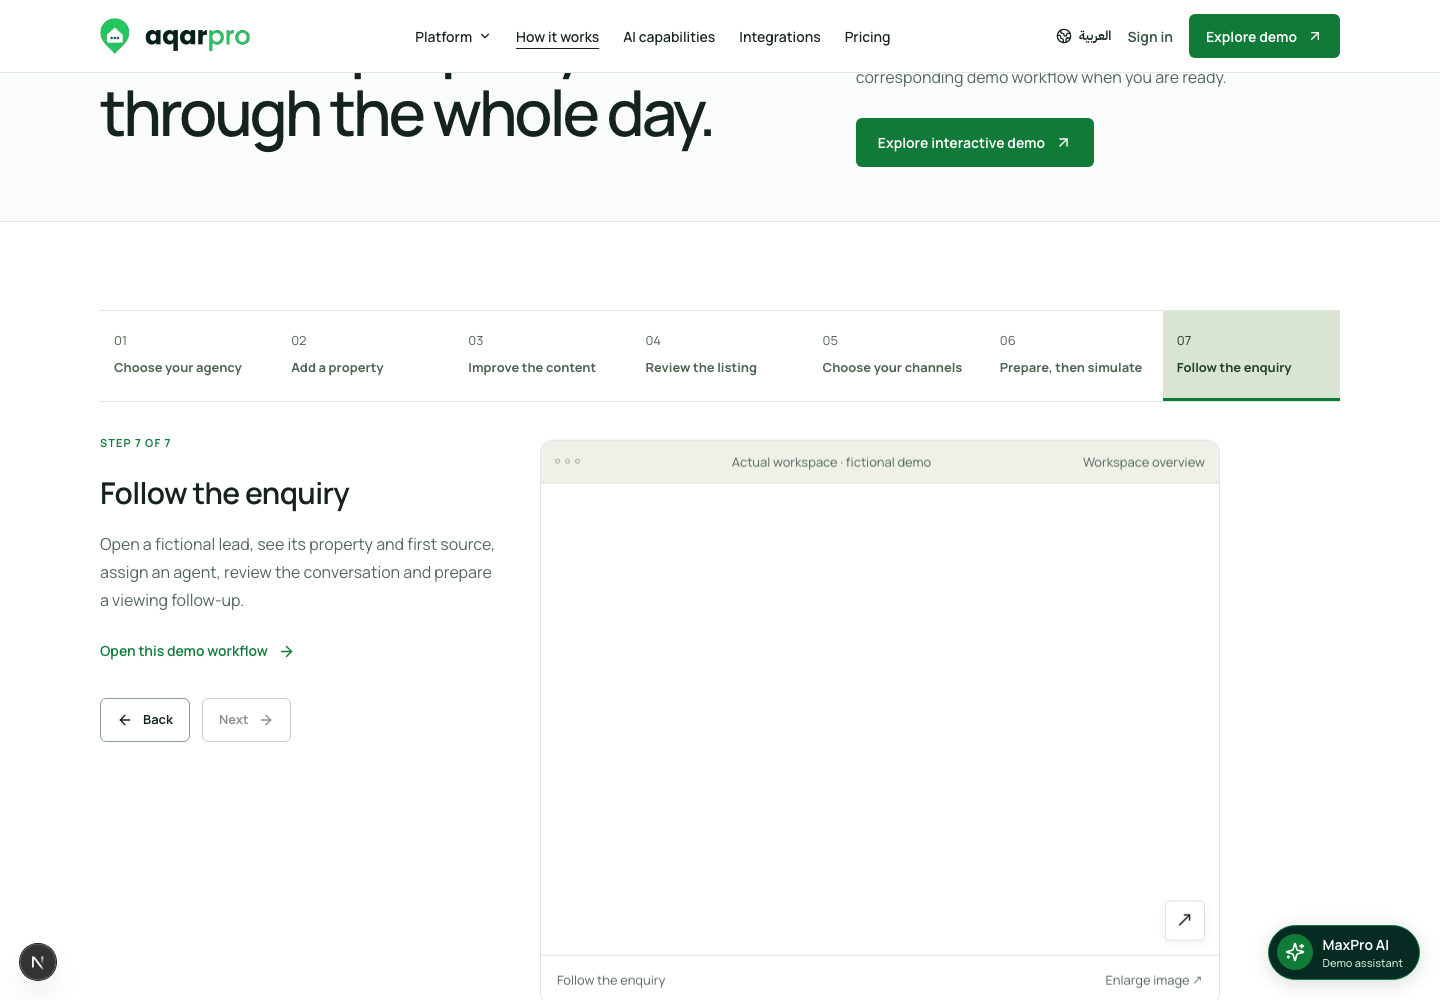 aqarpro
Platform
How it works
AI capabilities
Integrations
Pricing
العربية
Sign in
Explore demo
through the whole day.
corresponding demo workflow when you are ready.
Explore interactive demo
01
Choose your agency
02
Add a property
03
Improve the content
04
Review the listing
05
Choose your channels
06
Prepare, then simulate
07
Follow the enquiry
STEP 7 OF 7
Follow the enquiry
Open a fictional lead, see its property and first source,
assign an agent, review the conversation and prepare
a viewing follow-up.
Open this demo workflow
Back
Next
Actual workspace · fictional demo
Workspace overview
Follow the enquiry
Enlarge image ↗
N
MaxPro AI
Demo assistant